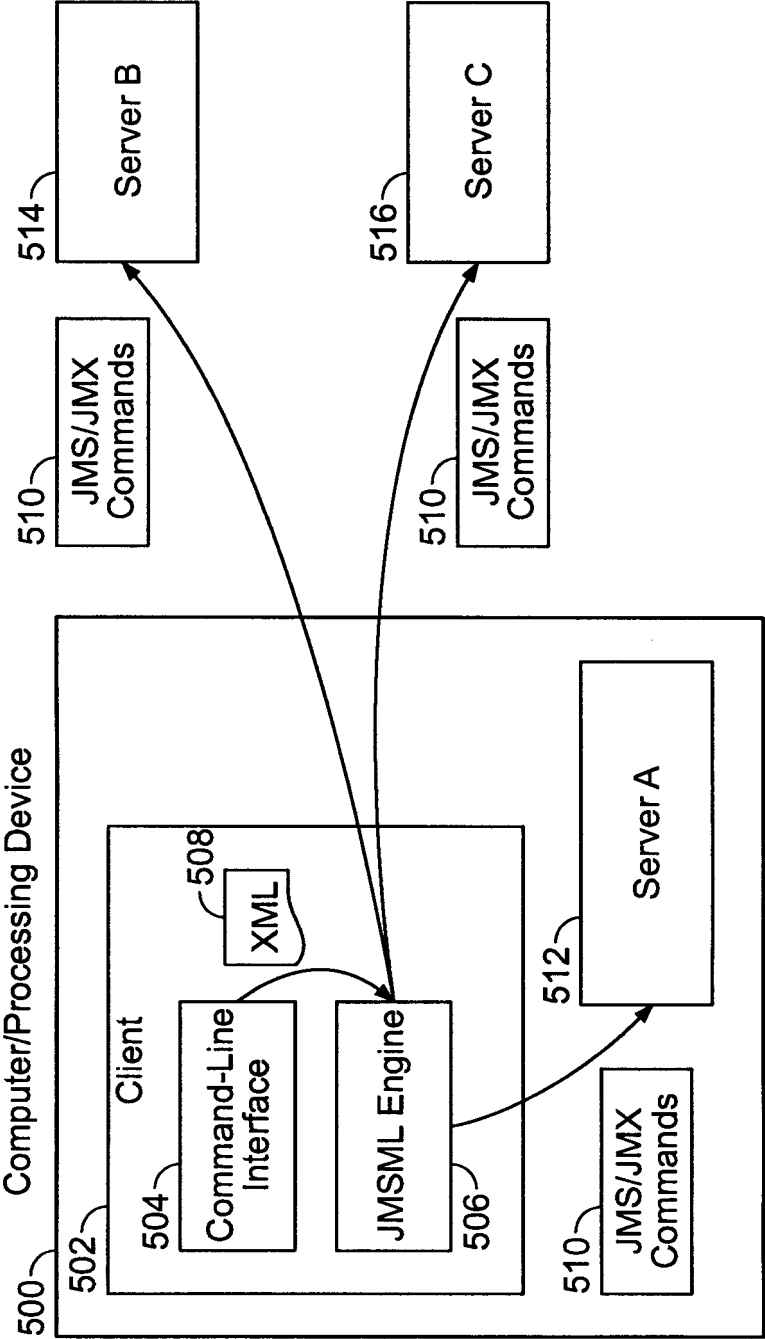 500
Computer/Processing Device
502
Client
504
Command-Line
Interface
508
XML
JMSML Engine
506
510
JMS/JMX
Commands
512
Server A
510
JMS/JMX
Commands
514
Server B
510
JMS/JMX
Commands
516
Server C